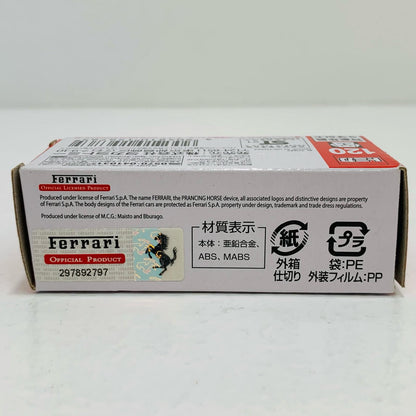 120
Ferrari
OFFICIAL LICENSED PRODUCT
Produced under license of Ferrari S.p.A. The name FERRARI, the PRANCING HORSE device, all associated logos and distinctive designs are property
of Ferrari S.p.A. The body designs of the Ferrari cars are protected as Ferrari S.p.A. property under design, trademark and trade dress regulations.
Produced under license of M.C.G.: Maisto and Bburago.
Ferrari
OFFICIAL PRODUCT
297892797
材質表示
本体：亜鉛合金、
ABS、MABS
紙
外箱
仕切り
プラ
袋:PE
外装フィルム:PP